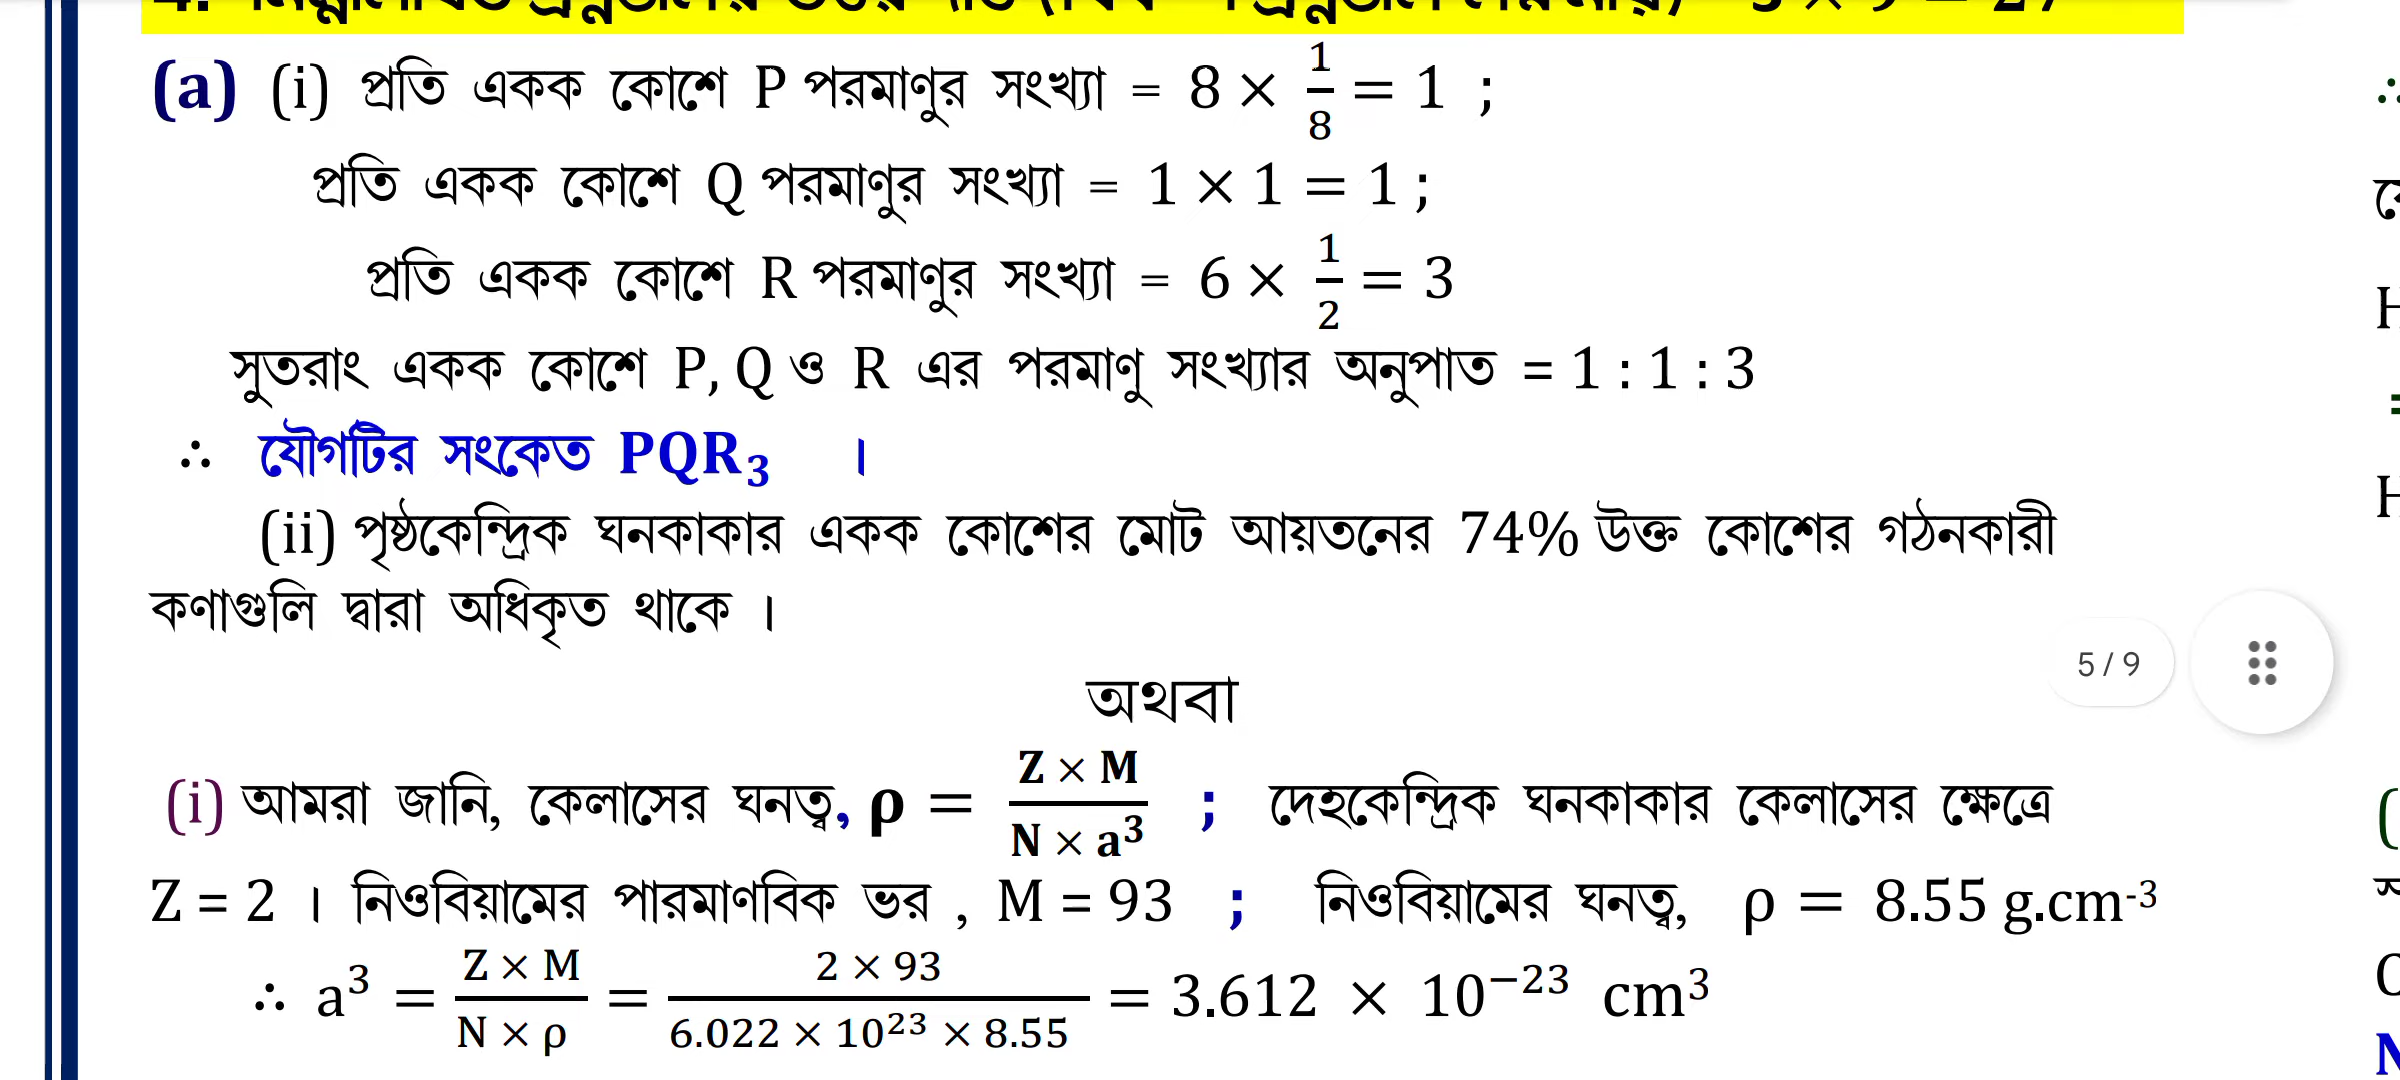 (a) (i) প্রতি একক কোশে P পরমাণুর সংখ্যা = 8 × 1/8 = 1 ;
প্রতি একক কোশে Q পরমাণুর সংখ্যা = 1 × 1 = 1 ;
প্রতি একক কোশে R পরমাণুর সংখ্যা = 6 × 1/2 = 3
সুতরাং একক কোশে P, Q ও R এর পরমাণু সংখ্যার অনুপাত = 1 : 1 : 3
∴ যৌগটির সংকেত PQR₃ ।
(ii) পৃষ্ঠকেন্দ্রিক ঘনকাকার একক কোশের মোট আয়তনের 74% উক্ত কোশের গঠনকারী
কণাগুলি দ্বারা অধিকৃত থাকে ।
5 / 9
অথবা
(i) আমরা জানি, কেলাসের ঘনত্ব, ρ = Z × M / N × a³ ; দেহকেন্দ্রিক ঘনকাকার কেলাসের ক্ষেত্রে
Z = 2 । নিওবিয়ামের পারমাণবিক ভর , M = 93 ; নিওবিয়ামের ঘনত্ব, ρ = 8.55 g.cm⁻³
∴ a³ = Z × M / N × ρ = 2 × 93 / 6.022 × 10²³ × 8.55 = 3.612 × 10⁻²³ cm³